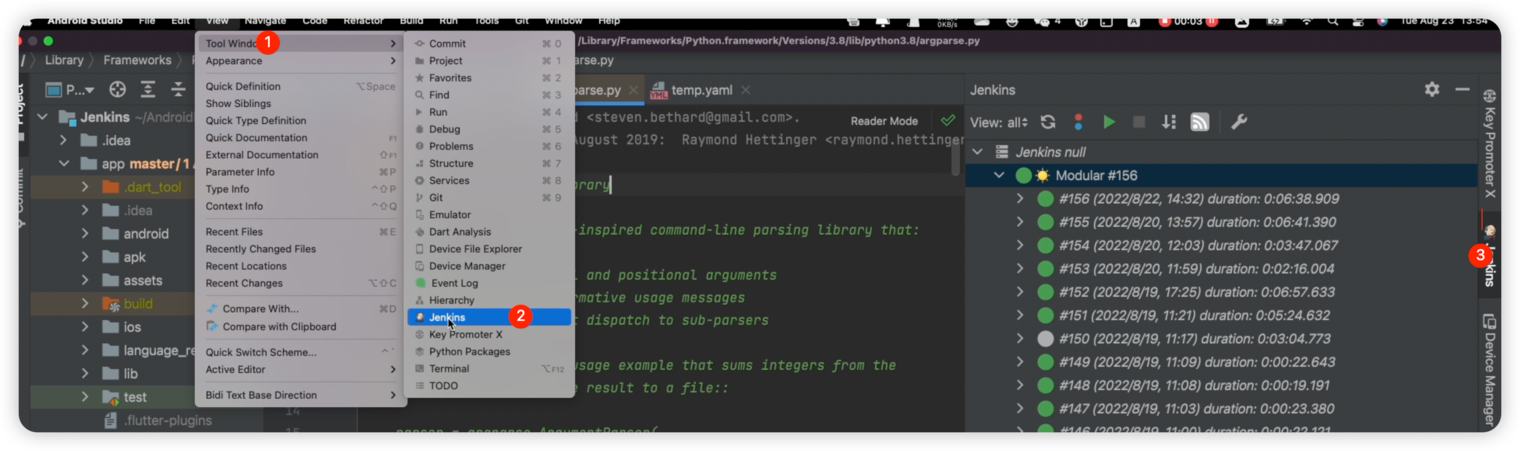 Android Studio File Edit View Navigate Code Refactor Build Run Tools Git Window Help 0KB/s 4 A 00:03 Tue Aug 23 13:54
/Library/Frameworks/Python.framework/Versions/3.8/lib/python3.8/argparse.py
Library Frameworks
parse.py
P...
Project
Commit
Jenkins ~/Android
.idea
app master / 1
.dart_tool
.idea
android
apk
assets
build
ios
language_re
lib
test
.flutter-plugins
Tool Windo 1
Appearance
Quick Definition ⌥Space
Show Siblings
Quick Type Definition
Quick Documentation F1
External Documentation ⇧F1
Parameter Info ⌘P
Type Info ^⇧P
Context Info ^⇧Q
Recent Files ⌘E
Recently Changed Files
Recent Locations
Recent Changes ⌥⇧C
Compare With... ⌘D
Compare with Clipboard
Quick Switch Scheme... ^`
Active Editor
Bidi Text Base Direction
Commit ⌘0
Project ⌘1
Favorites ⌘2
Find ⌘3
Run ⌘4
Debug ⌘5
Problems ⌘6
Structure ⌘7
Services ⌘8
Git ⌘9
Emulator
Dart Analysis
Device File Explorer
Device Manager
Event Log
Hierarchy
Jenkins 2
Key Promoter X
Python Packages
Terminal ⌥F12
TODO
parse.py temp.yaml
<steven.bethard@gmail.com>.
Reader Mode
August 2019: Raymond Hettinger <raymond.hettinger
brary
-inspired command-line parsing library that:
l and positional arguments
rmative usage messages
t dispatch to sub-parsers
usage example that sums integers from the
e result to a file::
14
15
parser = argparse.ArgumentParser(
Jenkins
View: all
Jenkins null
Modular #156
#156 (2022/8/22, 14:32) duration: 0:06:38.909
#155 (2022/8/20, 13:57) duration: 0:06:41.390
#154 (2022/8/20, 12:03) duration: 0:03:47.067
#153 (2022/8/20, 11:59) duration: 0:02:16.004
#152 (2022/8/19, 17:25) duration: 0:06:57.633
#151 (2022/8/19, 11:21) duration: 0:05:24.632
#150 (2022/8/19, 11:17) duration: 0:03:04.773
#149 (2022/8/19, 11:09) duration: 0:00:22.643
#148 (2022/8/19, 11:08) duration: 0:00:19.191
#147 (2022/8/19, 11:03) duration: 0:00:23.380
#146 (2022/8/19, 11:00) duration: 0:00:22.121
Key Promoter X
3
Jenkins
Device Manager